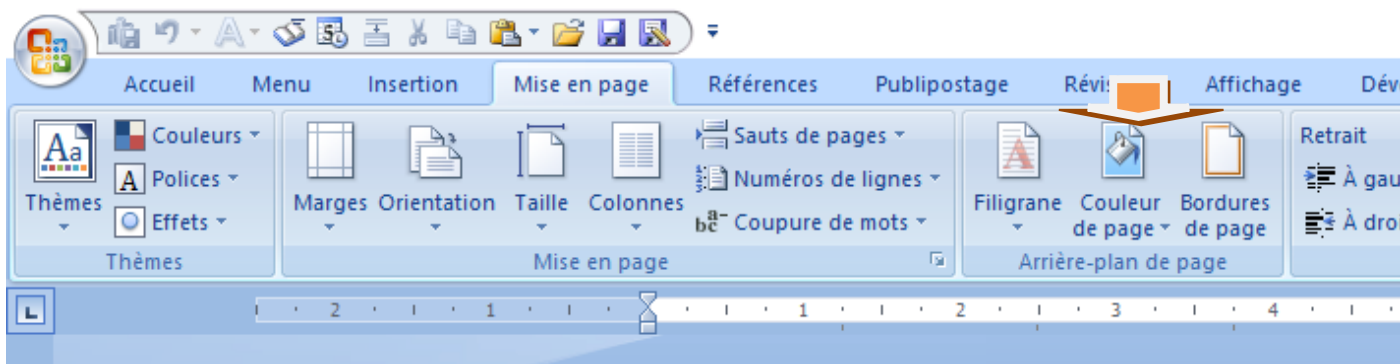 Accueil Menu Insertion Mise en page Références Publipostage Affichage
Couleurs
Polices
Effets
Thèmes
Thèmes
Marges Orientation Taille Colonnes
Sauts de pages
Numéros de lignes
Coupure de mots
Mise en page
Filigrane Couleur de page Bordures de page
Arrière-plan de page
Retrait
À gau
À droi
2 1 1 2 3 4